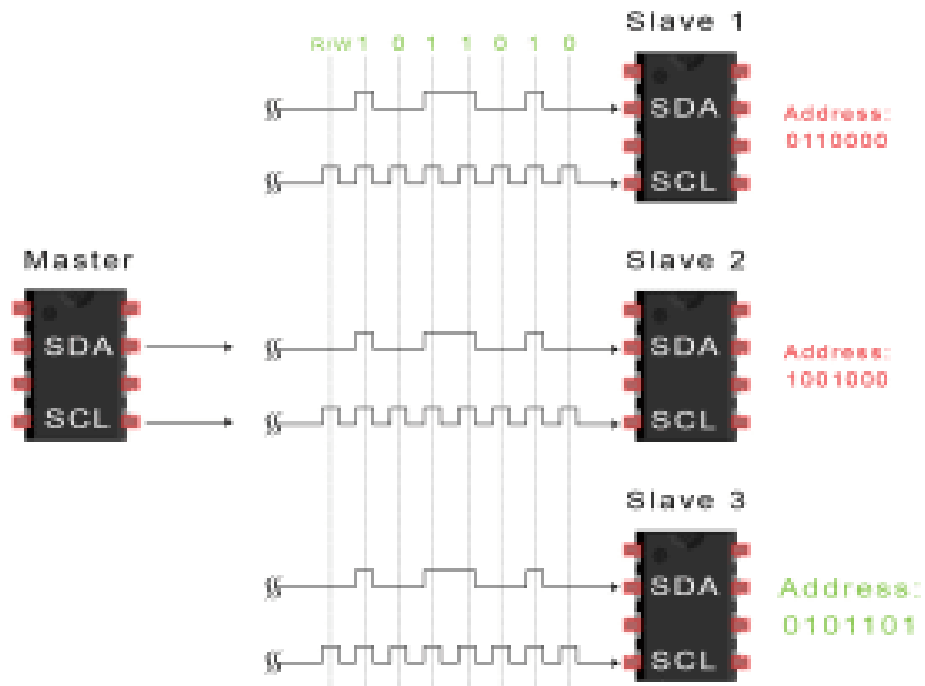 Slave 1
R/W 1 0 1 1 0 1 0
SDA
Address:
0110000
SCL
Master
SDA
SCL
Slave 2
SDA
Address:
1001000
SCL
Slave 3
SDA
Address:
0101101
SCL